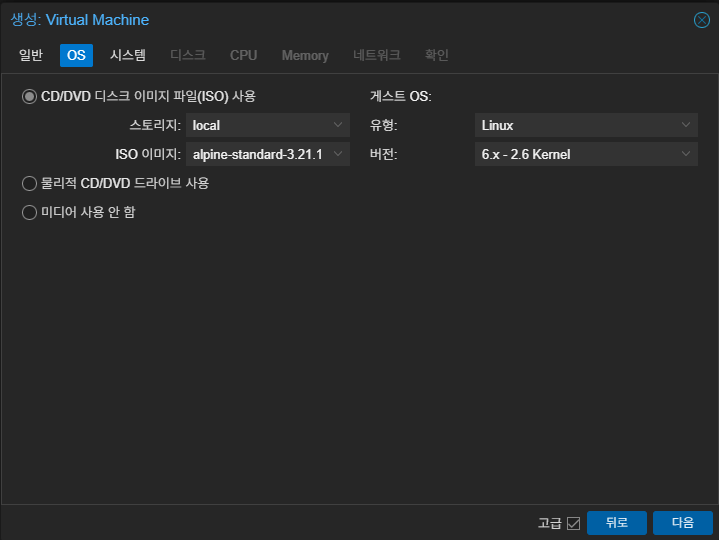 생성: Virtual Machine
일반 OS 시스템 디스크 CPU Memory 네트워크 확인
CD/DVD 디스크 이미지 파일(ISO) 사용 게스트 OS:
스토리지: local 유형: Linux
ISO 이미지: alpine-standard-3.21.1 버전: 6.x - 2.6 Kernel
물리적 CD/DVD 드라이브 사용
미디어 사용 안 함
고급 뒤로 다음